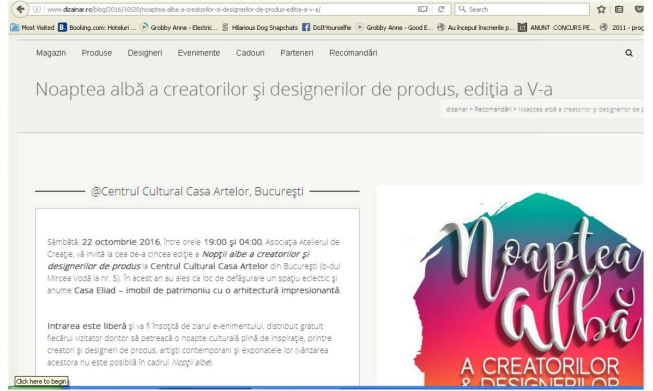 www.dizainar.ro/blog/2016/10/20/noaptea-alba-a-creatorilor-si-designerilor-de-produs-editia-a-v-a/
Search
Most Visited Booking.com: Hoteluri ... Grobby Anne - Electric... Hilarious Dog Snapchats DoItYourselfie Grobby Anne - Good E... Au început înscrierile p... ANUNT CONCURS PE... 2011 - prog
Magazin Produse Designeri Evenimente Cadouri Parteneri Recomandări
Noaptea albă a creatorilor şi designerilor de produs, ediţia a V-a
dizainar > Recomandări > Noaptea albă a creatorilor şi designerilor de p
@Centrul Cultural Casa Artelor, Bucureşti
Sâmbătă, 22 octombrie 2016, între orele 19:00 şi 04:00, Asociaţia Atelierul de
Creaţie, vă invită la cea de-a cincea ediţie a Nopţii albe a creatorilor şi
designerilor de produs la Centrul Cultural Casa Artelor din Bucureşti (b-dul
Mircea Vodă la nr. 5). În acest an au ales ca loc de defăşurare un spaţiu eclectic şi
anume Casa Eliad – imobil de patrimoniu cu o arhitectură impresionantă.
Intrarea este liberă şi va fi însoţită de ziarul evenimentului, distribuit gratuit
fiecărui vizitator doritor să petreacă o noapte culturală plină de inspiraţie, printre
creatori şi designeri de produs, artişti contemporani şi exponatele lor (vânzarea
acestora nu este posibilă în cadrul Nopţii albe).
Noaptea
albă
A CREATORILOR
& DESIGNERILOR
Click here to begin